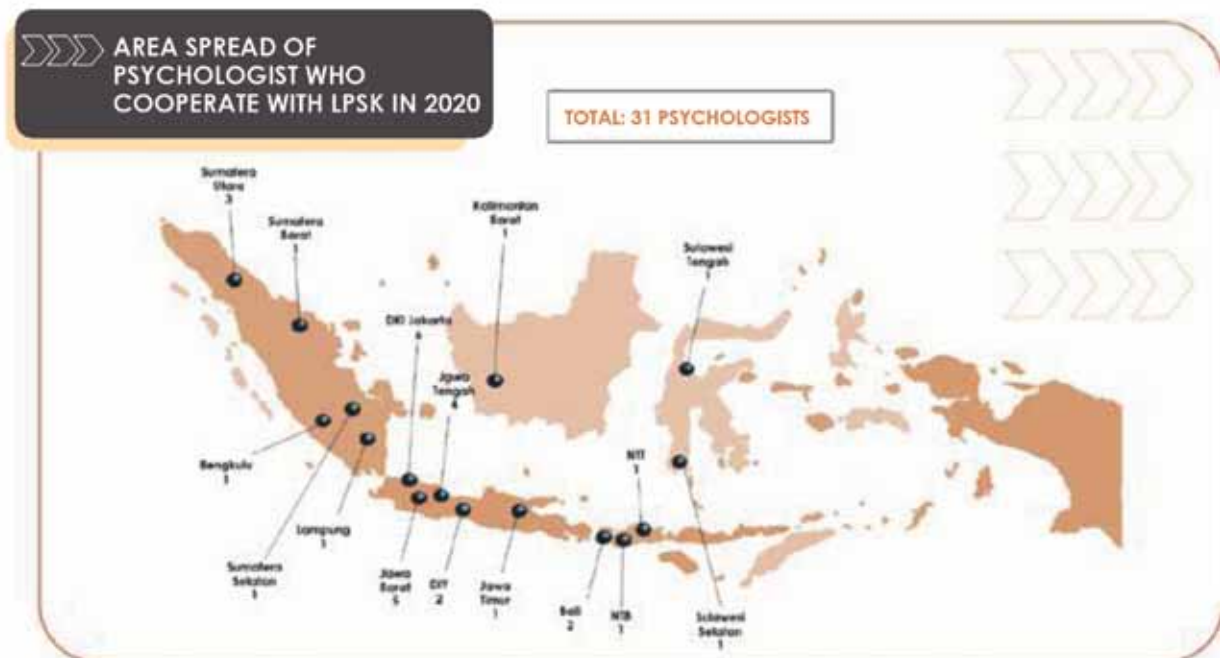 AREA SPREAD OF
PSYCHOLOGIST WHO
COOPERATE WITH LPSK IN 2020
TOTAL: 31 PSYCHOLOGISTS
Sumatera
Utara
3
Sumatera
Barat
1
Kalimantan
Barat
1
Sulawesi
Tengah
1
DKI Jakarta
6
Jawa
Tengah
4
NTT
1
Bengkulu
1
Lampung
1
Sumatera
Selatan
1
Jawa
Barat
5
DIY
2
Jawa
Timur
1
Bali
2
NTB
1
Sulawesi
Selatan
1